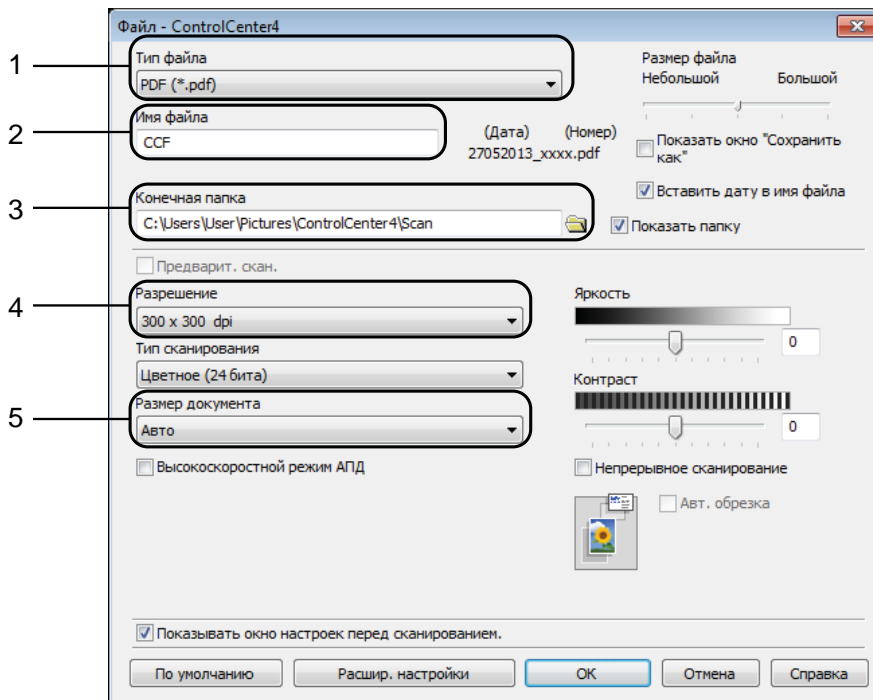 Файл - ControlCenter4
1
Тип файла
PDF (*.pdf)
Размер файла
Небольшой Большой
2
Имя файла
CCF
(Дата) (Номер)
27052013_xxxx.pdf
Показать окно "Сохранить
как"
Вставить дату в имя файла
3
Конечная папка
C:\Users\User\Pictures\ControlCenter4\Scan
Показать папку
Предварит. скан.
4
Разрешение
300 x 300 dpi
Тип сканирования
Цветное (24 бита)
5
Размер документа
Авто
Высокоскоростной режим АПД
Яркость
0
Контраст
0
Непрерывное сканирование
Авт. обрезка
Показывать окно настроек перед сканированием.
По умолчанию Расшир. настройки OK Отмена Справка